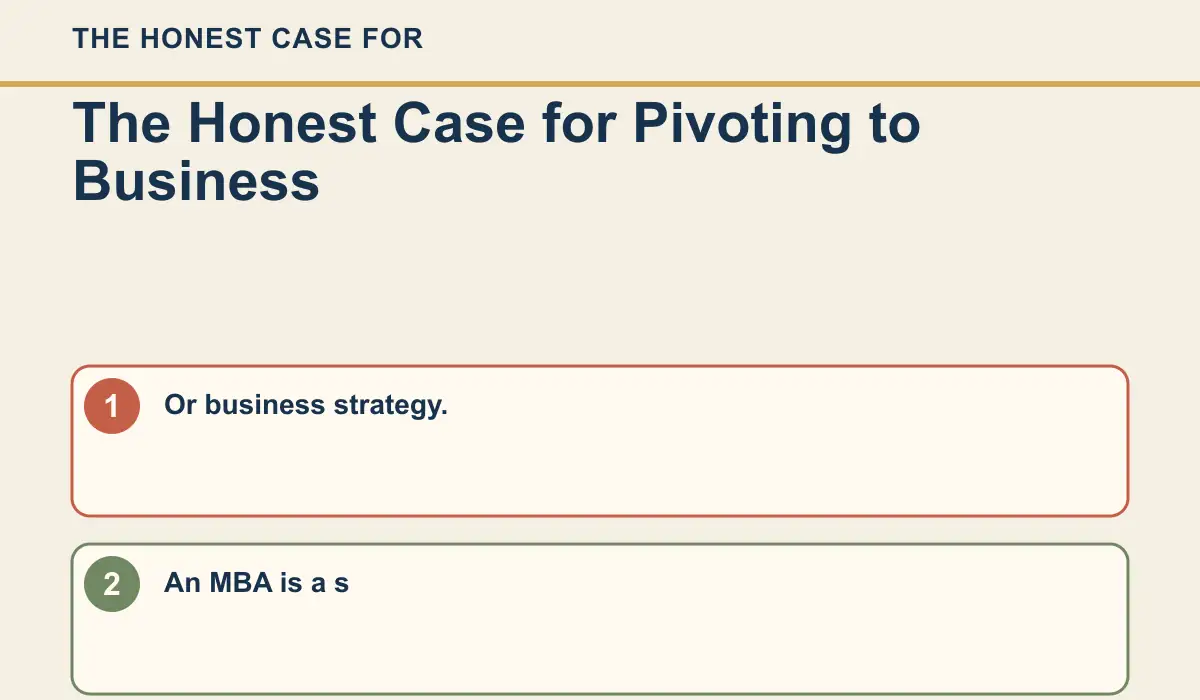 THE HONEST CASE FOR
The Honest Case for Pivoting to
Business
1
Or business strategy.
2
An MBA is a s